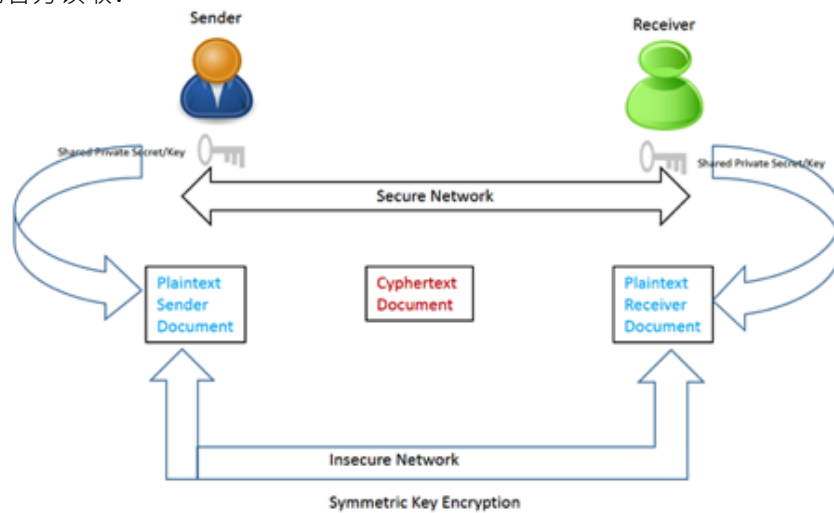 Sender
Receiver
Shared Private Secret/Key
Shared Private Secret/Key
Secure Network
Plaintext
Sender
Document
Cyphertext
Document
Plaintext
Receiver
Document
Insecure Network
Symmetric Key Encryption